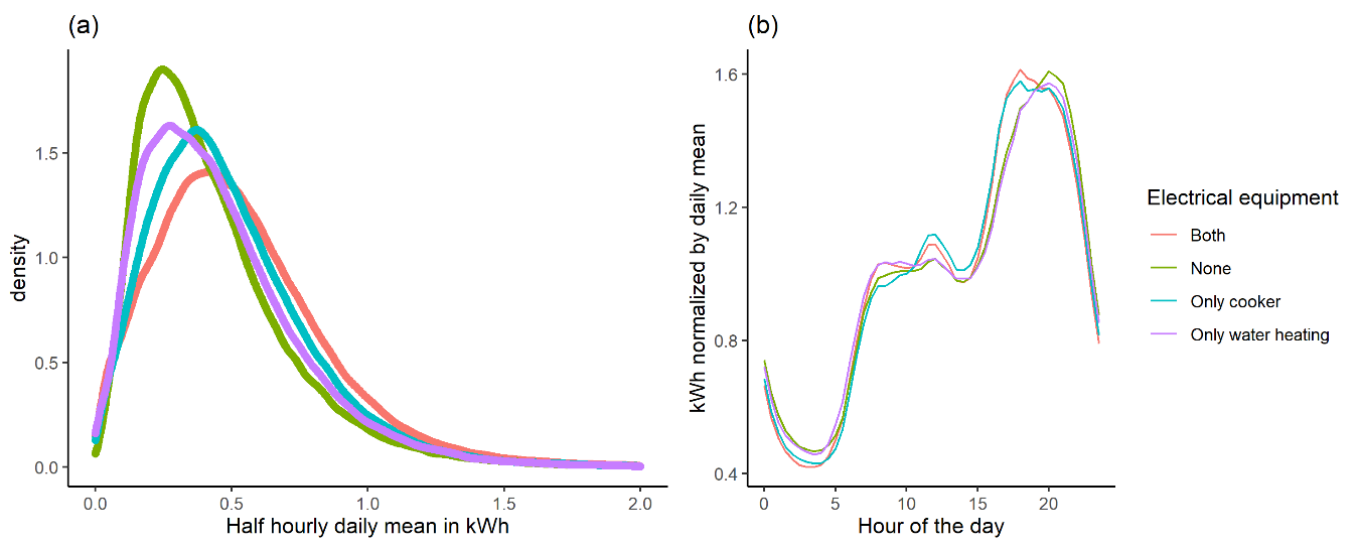 (a)
density
1.5
1.0
0.5
0.0
0.0 0.5 1.0 1.5 2.0
Half hourly daily mean in kWh
(b)
kWh normalized by daily mean
1.6
1.2
0.8
0.4
0 5 10 15 20
Hour of the day
Electrical equipment
Both
None
Only cooker
Only water heating